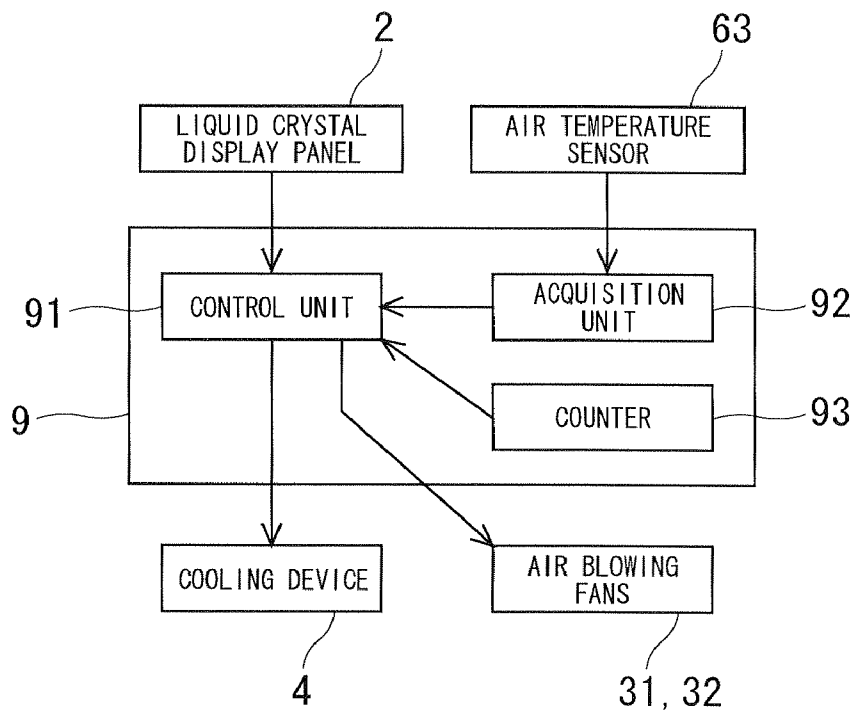 2
63
LIQUID CRYSTAL
DISPLAY PANEL
AIR TEMPERATURE
SENSOR
91
CONTROL UNIT
ACQUISITION
UNIT
92
9
COUNTER
93
COOLING DEVICE
AIR BLOWING
FANS
4
31, 32